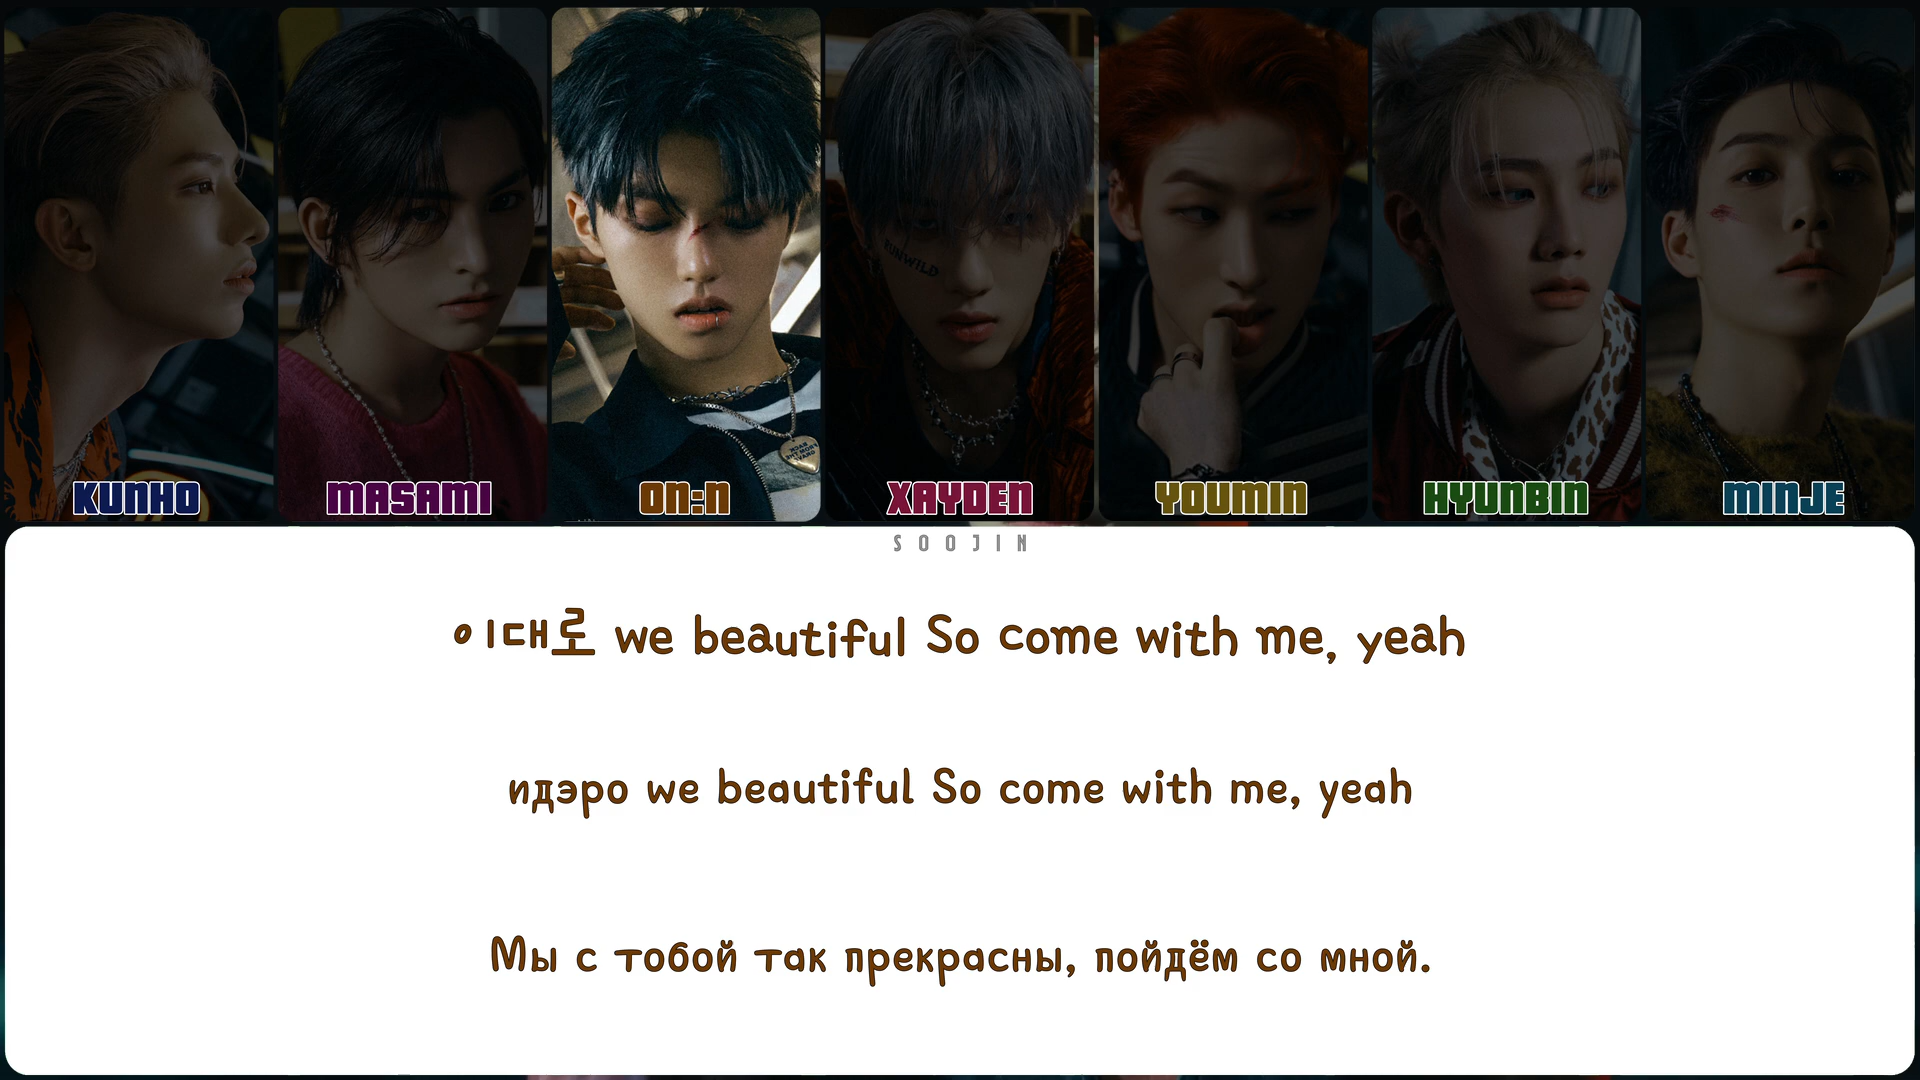 RUNWILD
KUNHO
MASAMI
ON:N
XAYDEN
YOUMIN
HYUNBIN
MINJE
SOOJIN
이대로 we beautiful So come with me, yeah
идэро we beautiful So come with me, yeah
Мы с тобой так прекрасны, пойдём со мной.